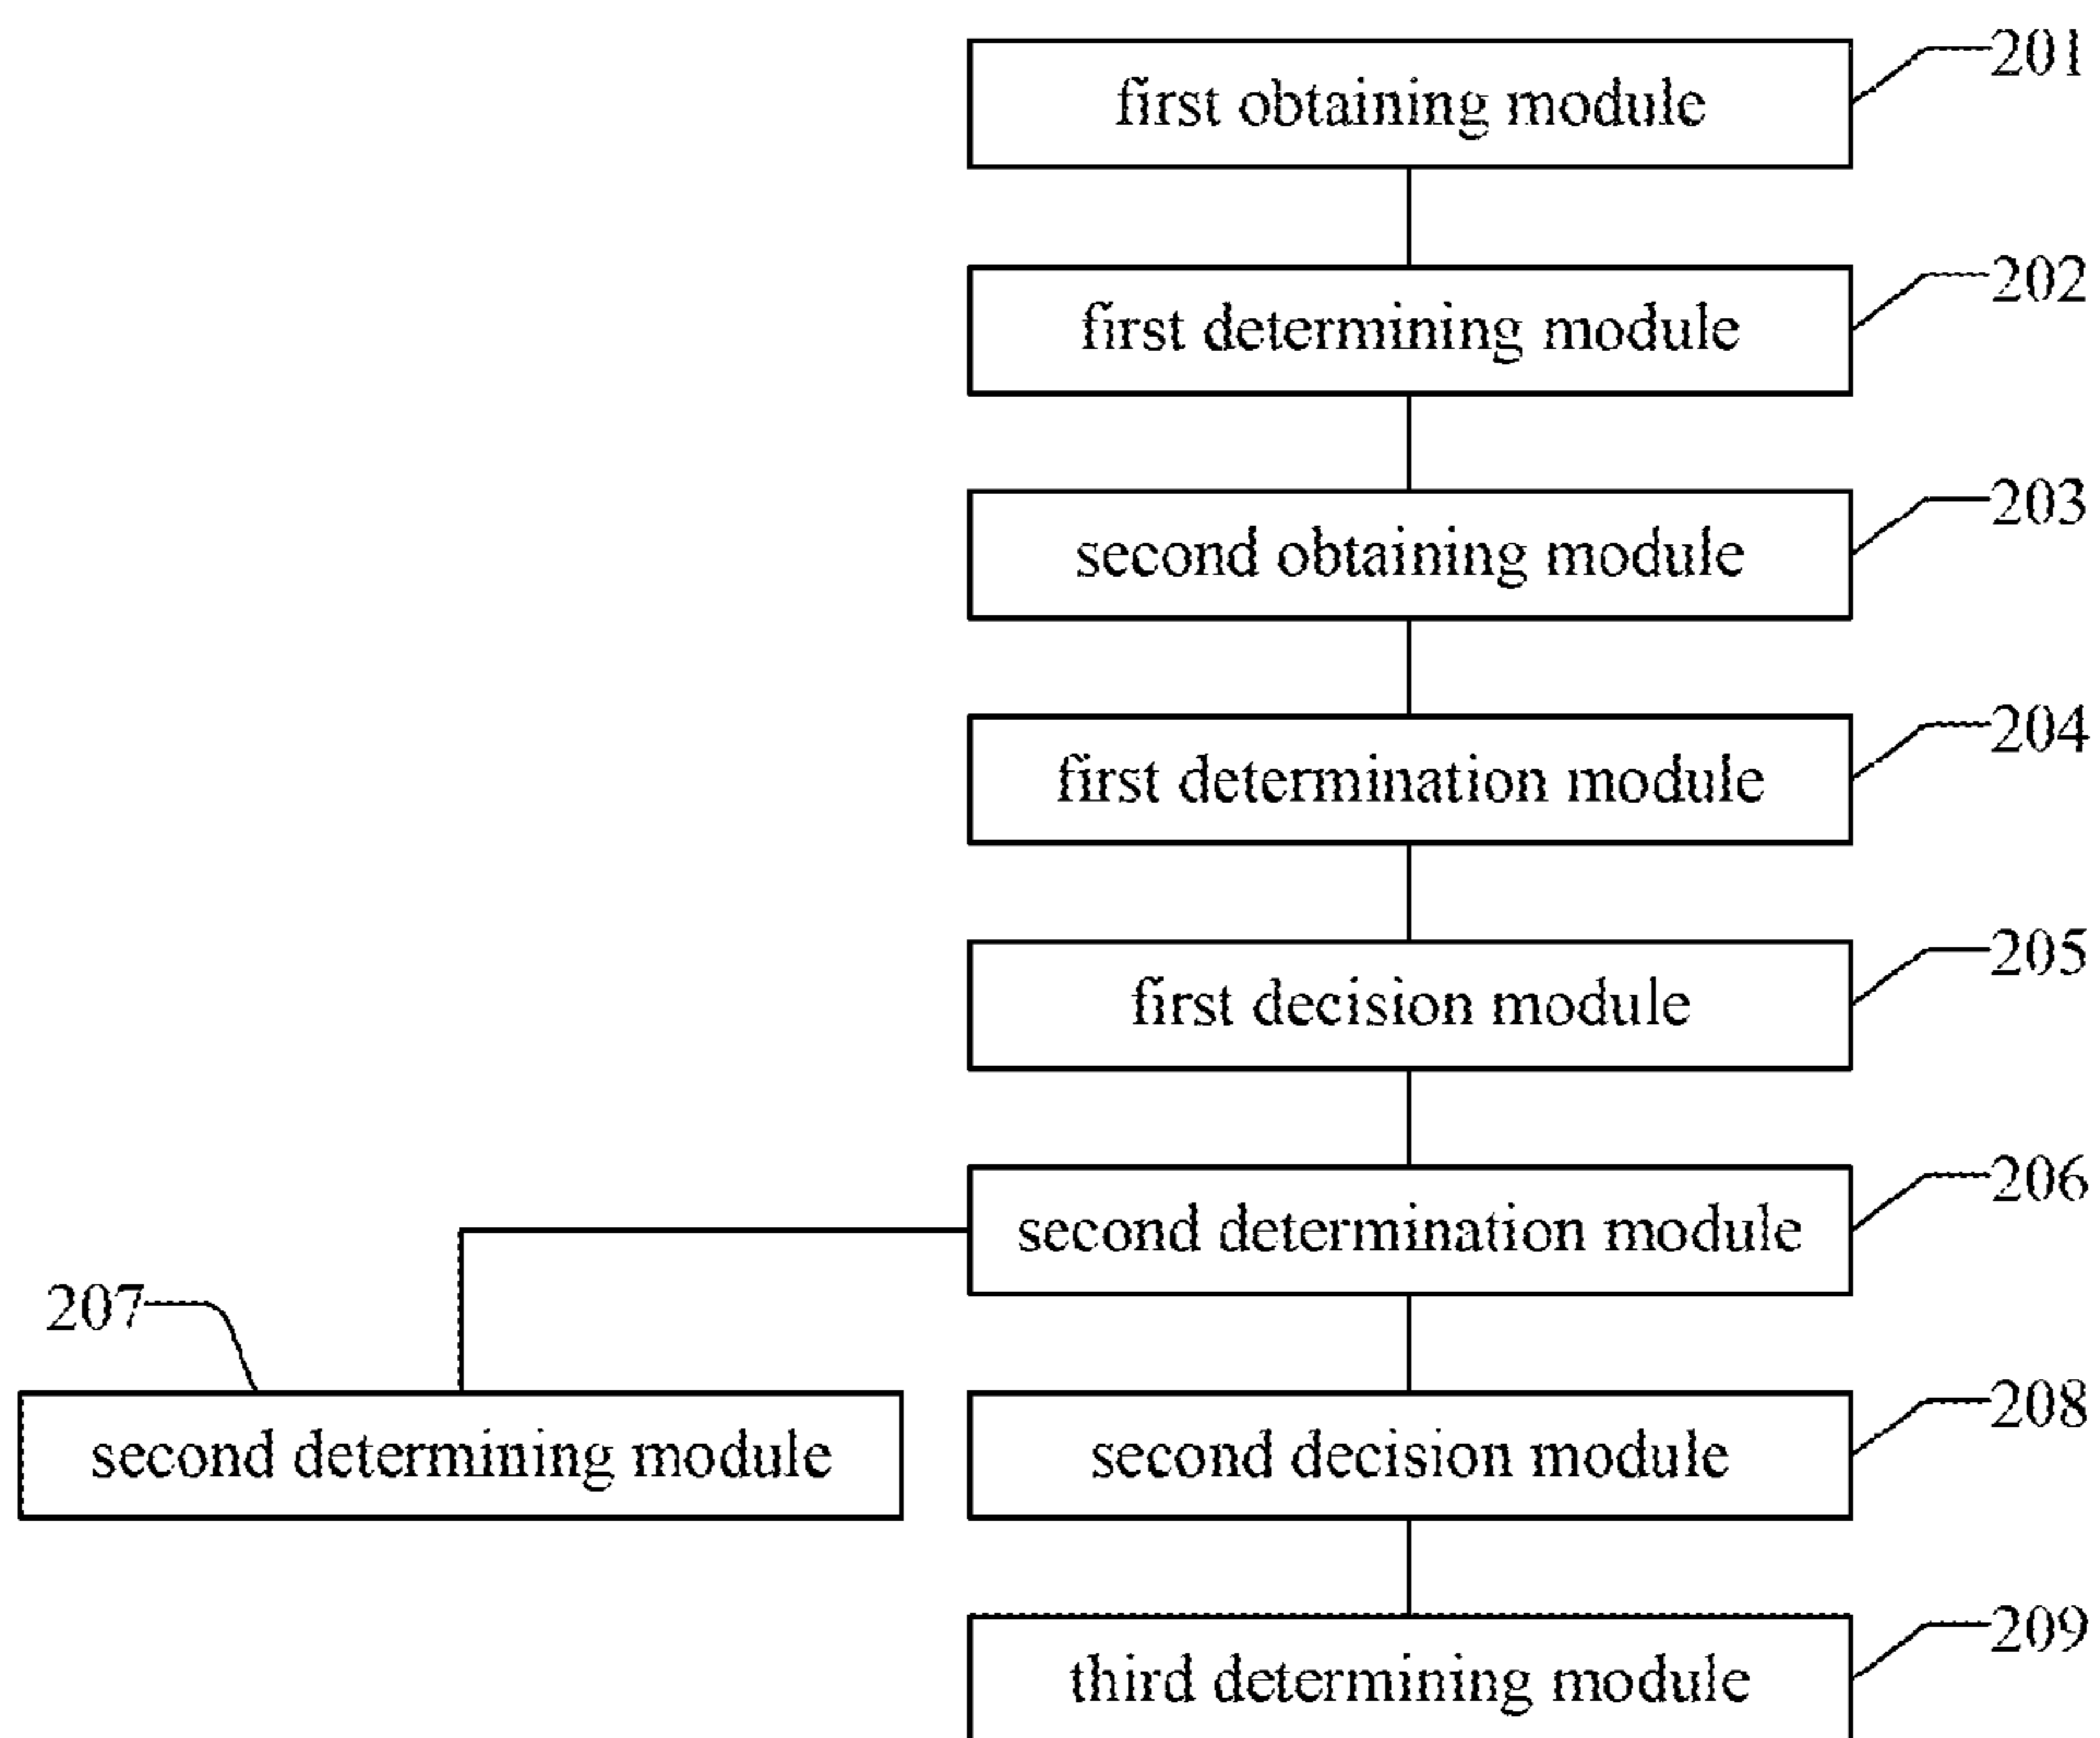 201
first obtaining module
202
first determining module
203
second obtaining module
204
first determination module
205
first decision module
206
second determination module
207
second determining module
208
second decision module
209
third determining module